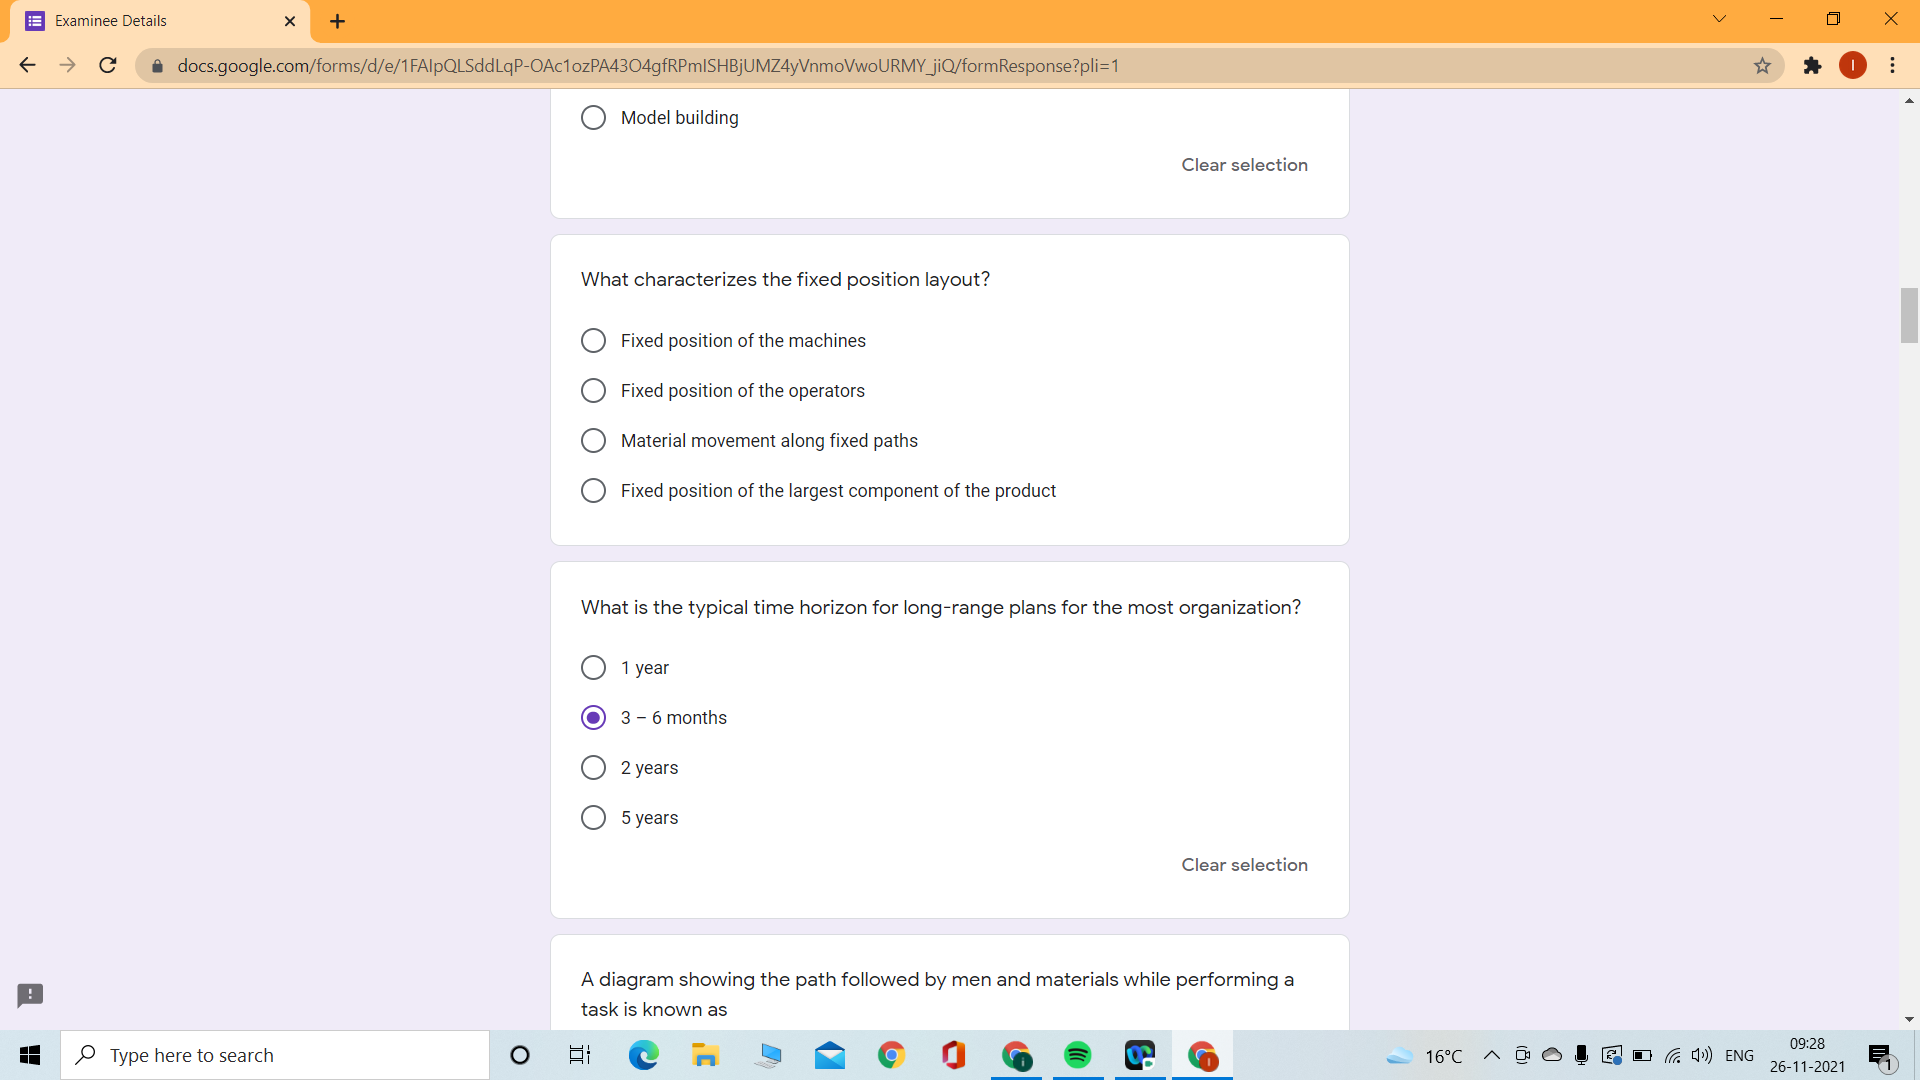 Examinee Details
docs.google.com/forms/d/e/1FAIpQLSddLqP-OAc1ozPA43O4gfRPmISHBjUMZ4yVnmoVwoURMY_jiQ/formResponse?pli=1
I
Model building
Clear selection
What characterizes the fixed position layout?
Fixed position of the machines
Fixed position of the operators
Material movement along fixed paths
Fixed position of the largest component of the product
What is the typical time horizon for long-range plans for the most organization?
1 year
3 – 6 months
2 years
5 years
Clear selection
A diagram showing the path followed by men and materials while performing a
task is known as
Type here to search
16°C
ENG
09:28
26-11-2021
1